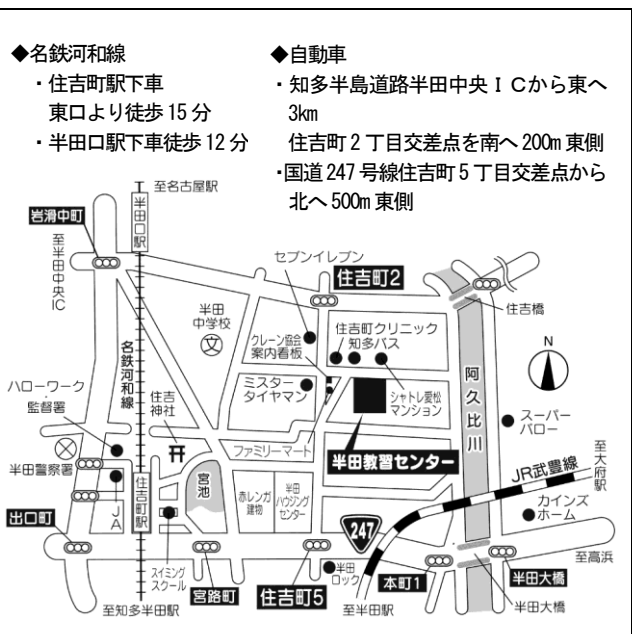 ◆名鉄河和線
・住吉町駅下車
東口より徒歩15分
・半田口駅下車徒歩12分
◆自動車
・知多半島道路半田中央ＩＣから東へ
3km
住吉町2丁目交差点を南へ200m東側
・国道247号線住吉町5丁目交差点から
北へ500m東側
至名古屋駅
半田口駅
岩滑中町
至半田中央IC
セブンイレブン
住吉町2
住吉橋
半田
中学校
文
クレーン協会
案内看板
住吉町クリニック
知多バス
N
名鉄河和線
ミスター
タイヤマン
シャトレ愛松
マンション
阿久比川
ハローワーク
監督署
住吉
神社
スーパー
バロー
ファミリーマート
半田教習センター
半田警察署
JR武豊線
至大府駅
宮池
赤レンガ
建物
半田
ハウジング
センター
カインズ
ホーム
JA
住吉町駅
出口町
247
至高浜
スイミング
スクール
宮路町
住吉町5
半田
ロック
本町1
半田大橋
半田大橋
至知多半田駅
至半田駅